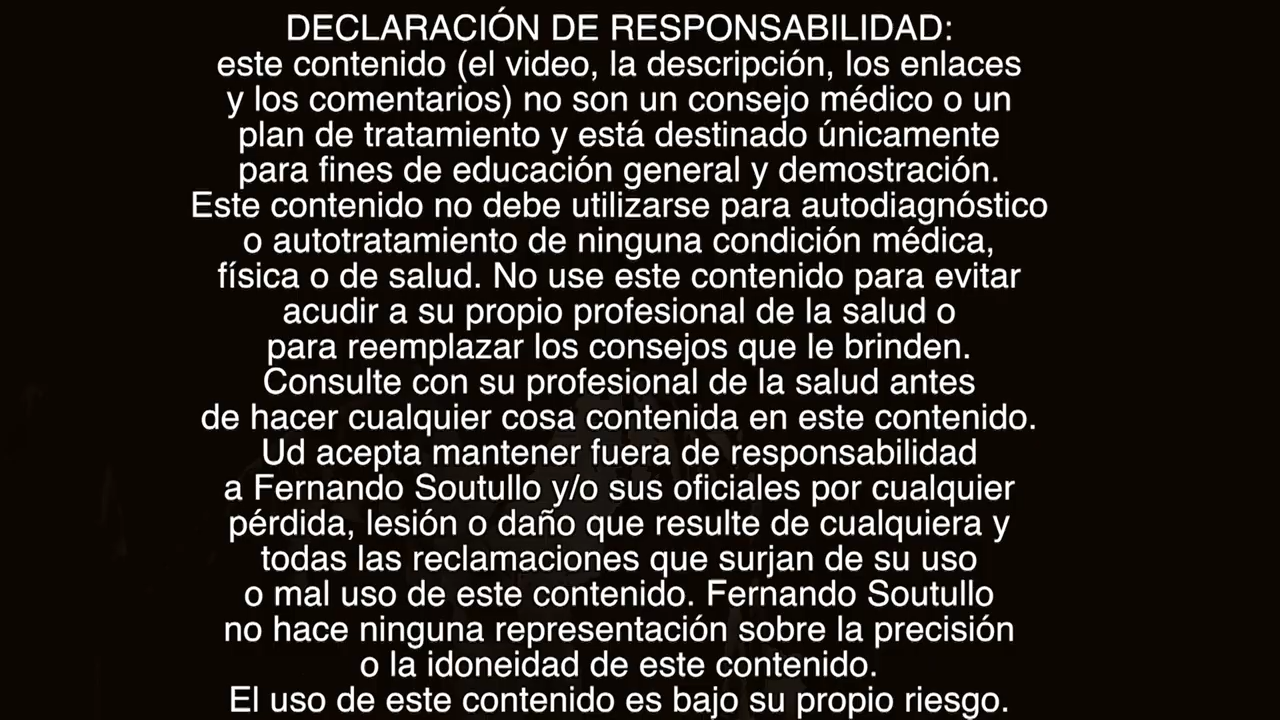 DECLARACIÓN DE RESPONSABILIDAD:
este contenido (el video, la descripción, los enlaces
y los comentarios) no son un consejo médico o un
plan de tratamiento y está destinado únicamente
para fines de educación general y demostración.
Este contenido no debe utilizarse para autodiagnóstico
o autotratamiento de ninguna condición médica,
física o de salud. No use este contenido para evitar
acudir a su propio profesional de la salud o
para reemplazar los consejos que le brinden.
Consulte con su profesional de la salud antes
de hacer cualquier cosa contenida en este contenido.
Ud acepta mantener fuera de responsabilidad
a Fernando Soutullo y/o sus oficiales por cualquier
pérdida, lesión o daño que resulte de cualquiera y
todas las reclamaciones que surjan de su uso
o mal uso de este contenido. Fernando Soutullo
no hace ninguna representación sobre la precisión
o la idoneidad de este contenido.
El uso de este contenido es bajo su propio riesgo.